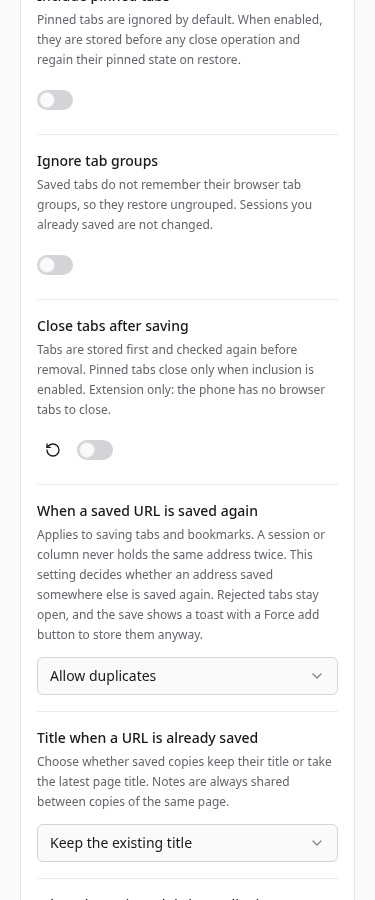 Include pinned tabs
Pinned tabs are ignored by default. When enabled,
they are stored before any close operation and
regain their pinned state on restore.
Ignore tab groups
Saved tabs do not remember their browser tab
groups, so they restore ungrouped. Sessions you
already saved are not changed.
Close tabs after saving
Tabs are stored first and checked again before
removal. Pinned tabs close only when inclusion is
enabled. Extension only: the phone has no browser
tabs to close.
When a saved URL is saved again
Applies to saving tabs and bookmarks. A session or
column never holds the same address twice. This
setting decides whether an address saved
somewhere else is saved again. Rejected tabs stay
open, and the save shows a toast with a Force add
button to store them anyway.
Allow duplicates
Title when a URL is already saved
Choose whether saved copies keep their title or take
the latest page title. Notes are always shared
between copies of the same page.
Keep the existing title